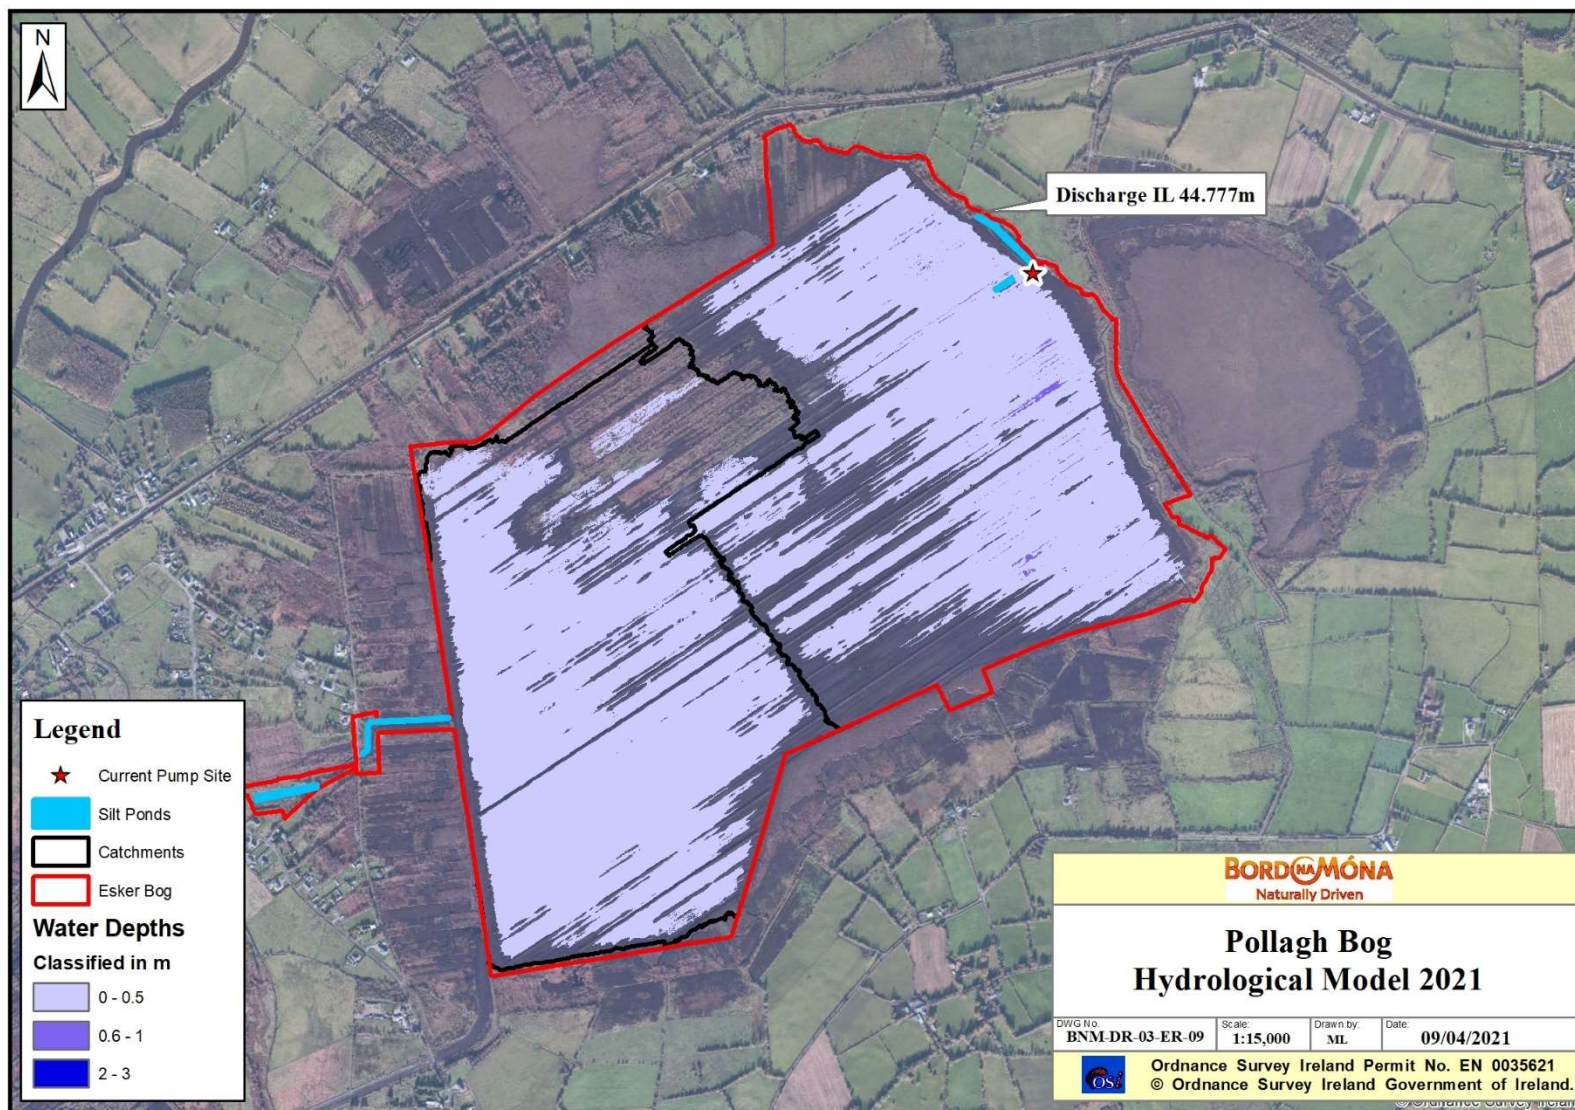 N
Discharge IL 44.777m
Legend
Current Pump Site
Silt Ponds
Catchments
Esker Bog
Water Depths
Classified in m
0 - 0.5
0.6 - 1
2 - 3
BORD NA MÓNA
Naturally Driven
Pollagh Bog
Hydrological Model 2021
DWG No. BNM-DR-03-ER-09
Scale: 1:15,000
Drawn by: ML
Date: 09/04/2021
OSi
Ordnance Survey Ireland Permit No. EN 0035621
© Ordnance Survey Ireland Government of Ireland.
© Ordnance Survey Ireland